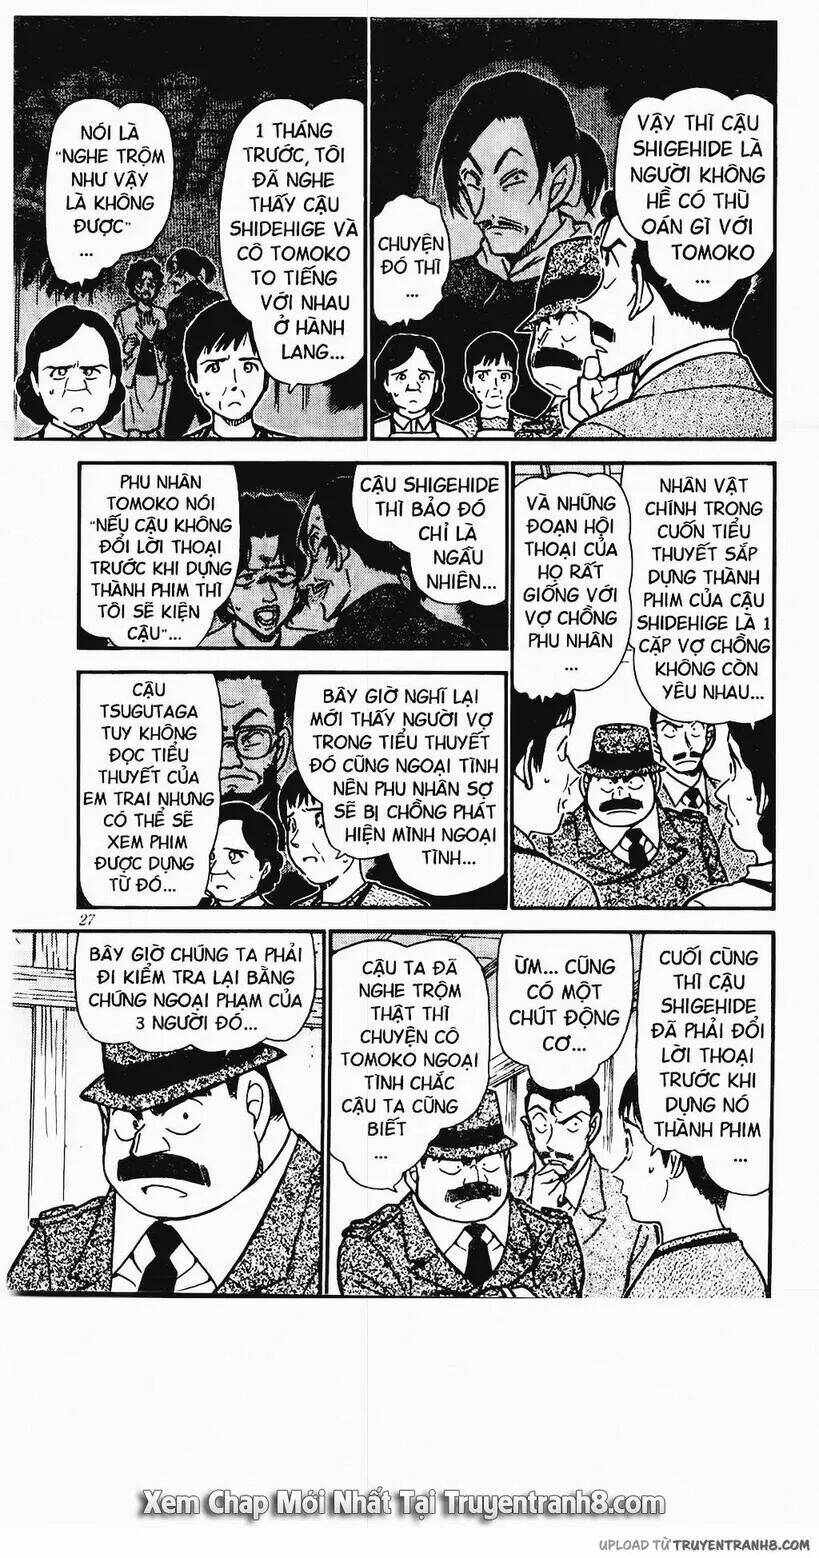 VẬY THÌ CẬU
SHIGEHIDE LÀ
NGƯỜI KHÔNG
HỀ CÓ THÙ
OÁN GÌ VỚI
TOMOKO
...
CHUYỆN
ĐÓ THÌ
...
1 THÁNG
TRƯỚC, TÔI
ĐÃ NGHE
THẤY CẬU
SHIDEHIGE VÀ
CÔ TOMOKO
TO TIẾNG
VỚI NHAU
Ở HÀNH
LANG...
NÓI LÀ
"NGHE TRỘM
NHƯ VẬY
LÀ KHÔNG
ĐƯỢC"
...
NHÂN VẬT
CHÍNH TRONG
CUỐN TIỂU
THUYẾT SẮP
DỰNG THÀNH
PHIM CỦA CẬU
SHIDEHIGE LÀ 1
CẶP VỢ CHỒNG
KHÔNG CÒN
YÊU NHAU...
VÀ NHỮNG
ĐOẠN HỘI
THOẠI CỦA
HỌ RẤT
GIỐNG VỚI
VỢ CHỒNG
PHU NHÂN
...
CẬU SHIGEHIDE
THÌ BẢO ĐÓ
CHỈ LÀ
NGẪU
NHIÊN...
PHU NHÂN
TOMOKO NÓI
"NẾU CẬU KHÔNG
ĐỔI LỜI THOẠI
TRƯỚC KHI DỰNG
THÀNH PHIM THÌ
TÔI SẼ KIỆN
CẬU"...
BÂY GIỜ NGHĨ LẠI
MỚI THẤY NGƯỜI VỢ
TRONG TIỂU THUYẾT
ĐÓ CŨNG NGOẠI TÌNH
NÊN PHU NHÂN SỢ
SẼ BỊ CHỒNG PHÁT
HIỆN MÌNH NGOẠI
TÌNH...
CẬU
TSUGUTAGA
TUY KHÔNG
ĐỌC TIỂU
THUYẾT CỦA
EM TRAI NHƯNG
CÓ THỂ SẼ
XEM PHIM
ĐƯỢC DỰNG
TỪ ĐÓ...
27
CUỐI CÙNG
THÌ CẬU
SHIGEHIDE
ĐÃ PHẢI ĐỔI
LỜI THOẠI
TRƯỚC KHI
DỰNG NÓ
THÀNH PHIM
...
ỪM... CŨNG
CÓ MỘT
CHÚT ĐỘNG
CƠ...
CẬU TA ĐÃ
NGHE TRỘM
THẬT THÌ
CHUYỆN CÔ
TOMOKO NGOẠI
TÌNH CHẮC
CẬU TA CŨNG
BIẾT
...
BÂY GIỜ CHÚNG TA PHẢI
ĐI KIỂM TRA LẠI BẰNG
CHỨNG NGOẠI PHẠM CỦA
3 NGƯỜI ĐÓ...
Xem Chap Mới Nhất Tại Truyentranh8.com
UPLOAD TỪ TRUYENTRANH8.COM